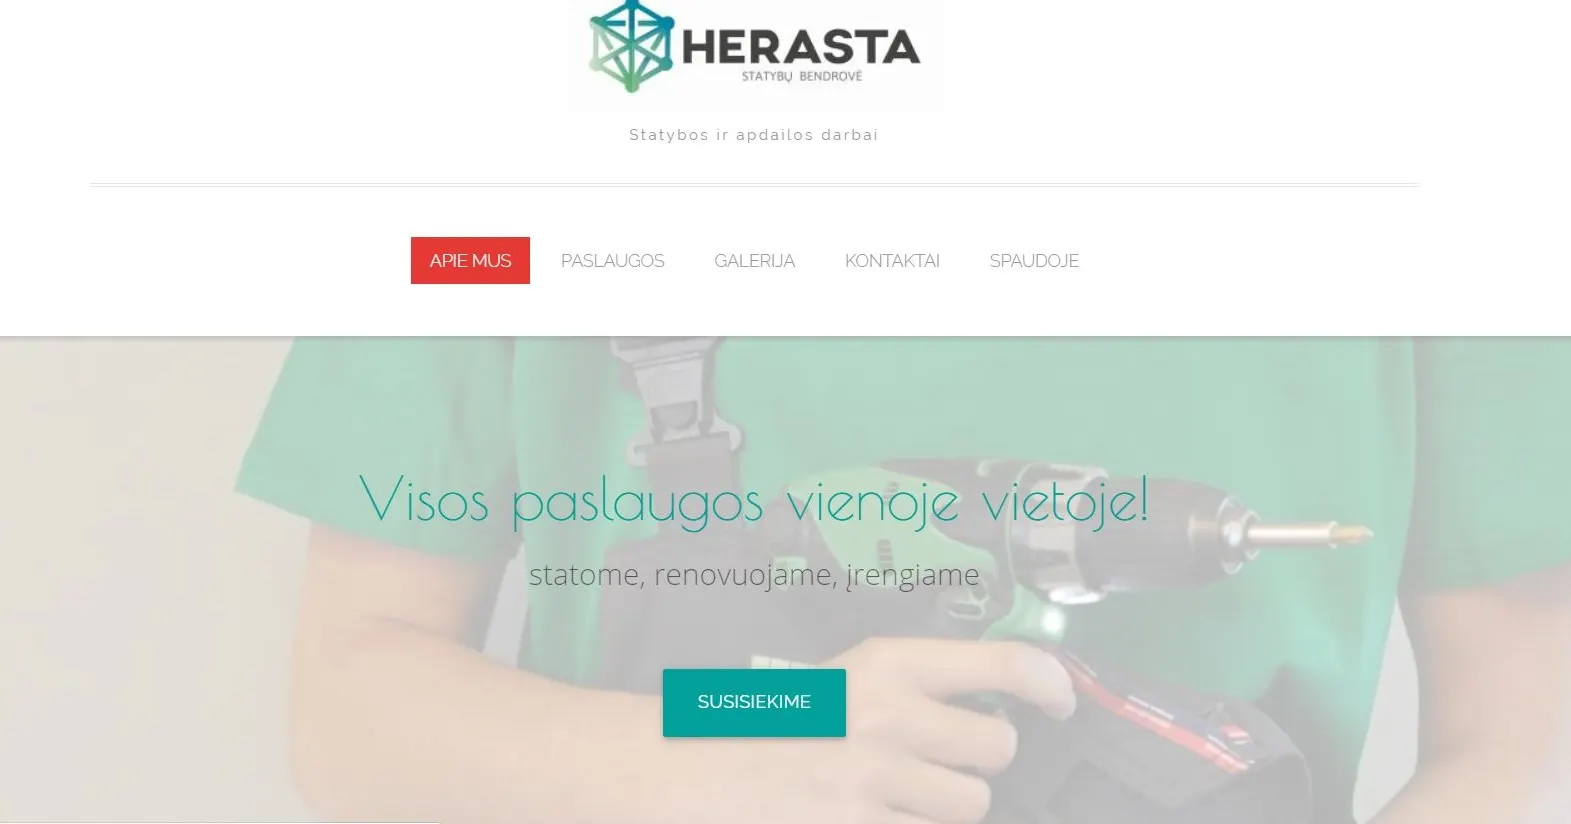 HERASTA
STATYBŲ BENDROVĖ
Statybos ir apdailos darbai
APIE MUS PASLAUGOS GALERIJA KONTAKTAI SPAUDOJE
Visos paslaugos vienoje vietoje!
statome, renovuojame, įrengiame
SUSISIEKIME